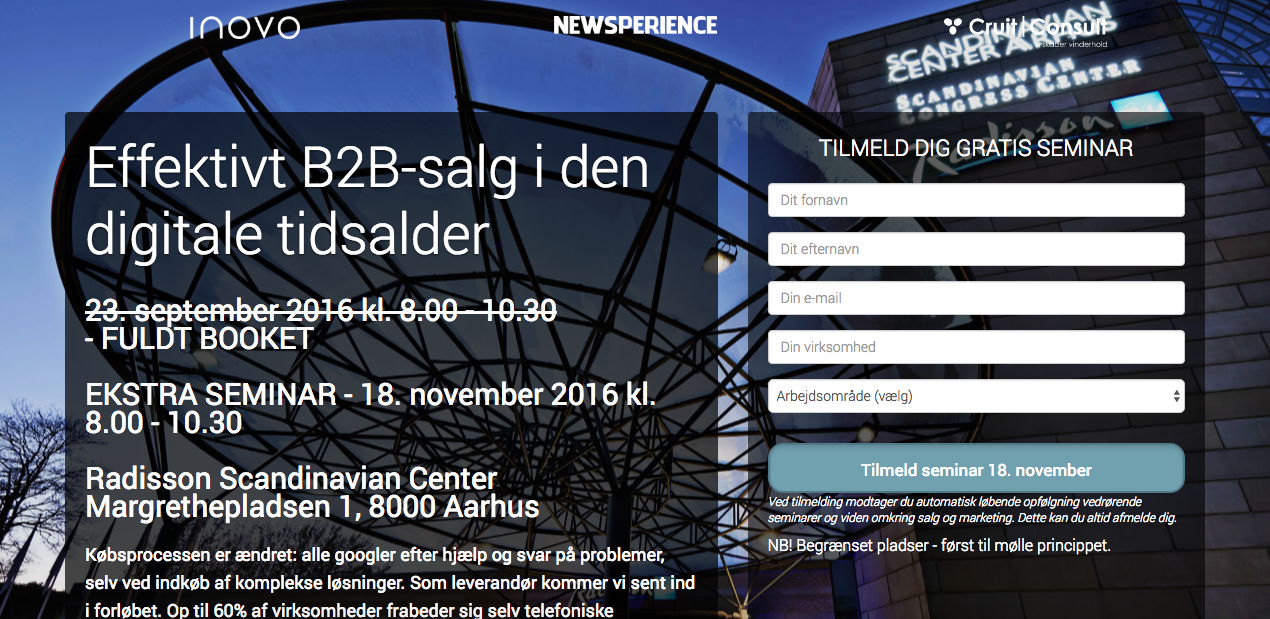 INOVO
NEWSPERIENCE
Cruit | Consult
skaber vinderhold
SCANDINAVIAN
CENTER
SCANDINAVIAN
CONGRESS CENTER
Radisson
Effektivt B2B-salg i den
digitale tidsalder
23. september 2016 kl. 8.00 - 10.30
- FULDT BOOKET
EKSTRA SEMINAR - 18. november 2016 kl.
8.00 - 10.30
Radisson Scandinavian Center
Margrethepladsen 1, 8000 Aarhus
Købsprocessen er ændret: alle googler efter hjælp og svar på problemer,
selv ved indkøb af komplekse løsninger. Som leverandør kommer vi sent ind
i forløbet. Op til 60% af virksomheder frabeder sig selv telefoniske
TILMELD DIG GRATIS SEMINAR
Dit fornavn
Dit efternavn
Din e-mail
Din virksomhed
Arbejdsområde (vælg)
Tilmeld seminar 18. november
Ved tilmelding modtager du automatisk løbende opfølgning vedrørende
seminarer og viden omkring salg og marketing. Dette kan du altid afmelde dig.
NB! Begrænset pladser - først til mølle princippet.